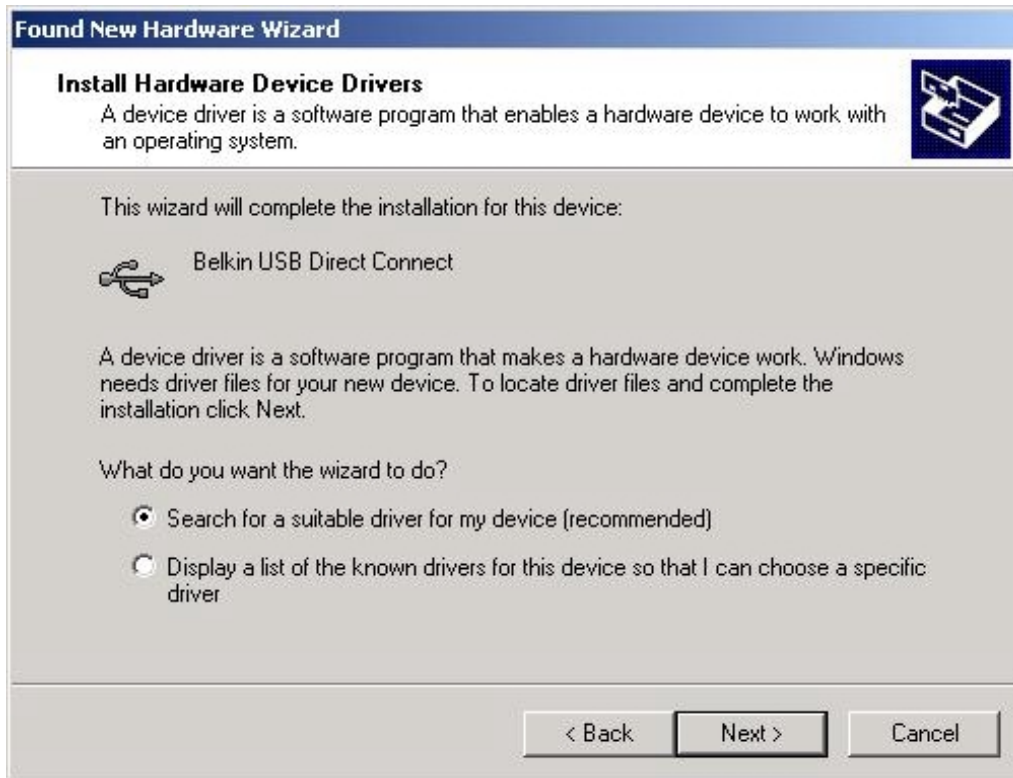 Found New Hardware Wizard
Install Hardware Device Drivers
A device driver is a software program that enables a hardware device to work with
an operating system.
This wizard will complete the installation for this device:
Belkin USB Direct Connect
A device driver is a software program that makes a hardware device work. Windows
needs driver files for your new device. To locate driver files and complete the
installation click Next.
What do you want the wizard to do?
Search for a suitable driver for my device (recommended)
Display a list of the known drivers for this device so that I can choose a specific
driver
< Back Next > Cancel